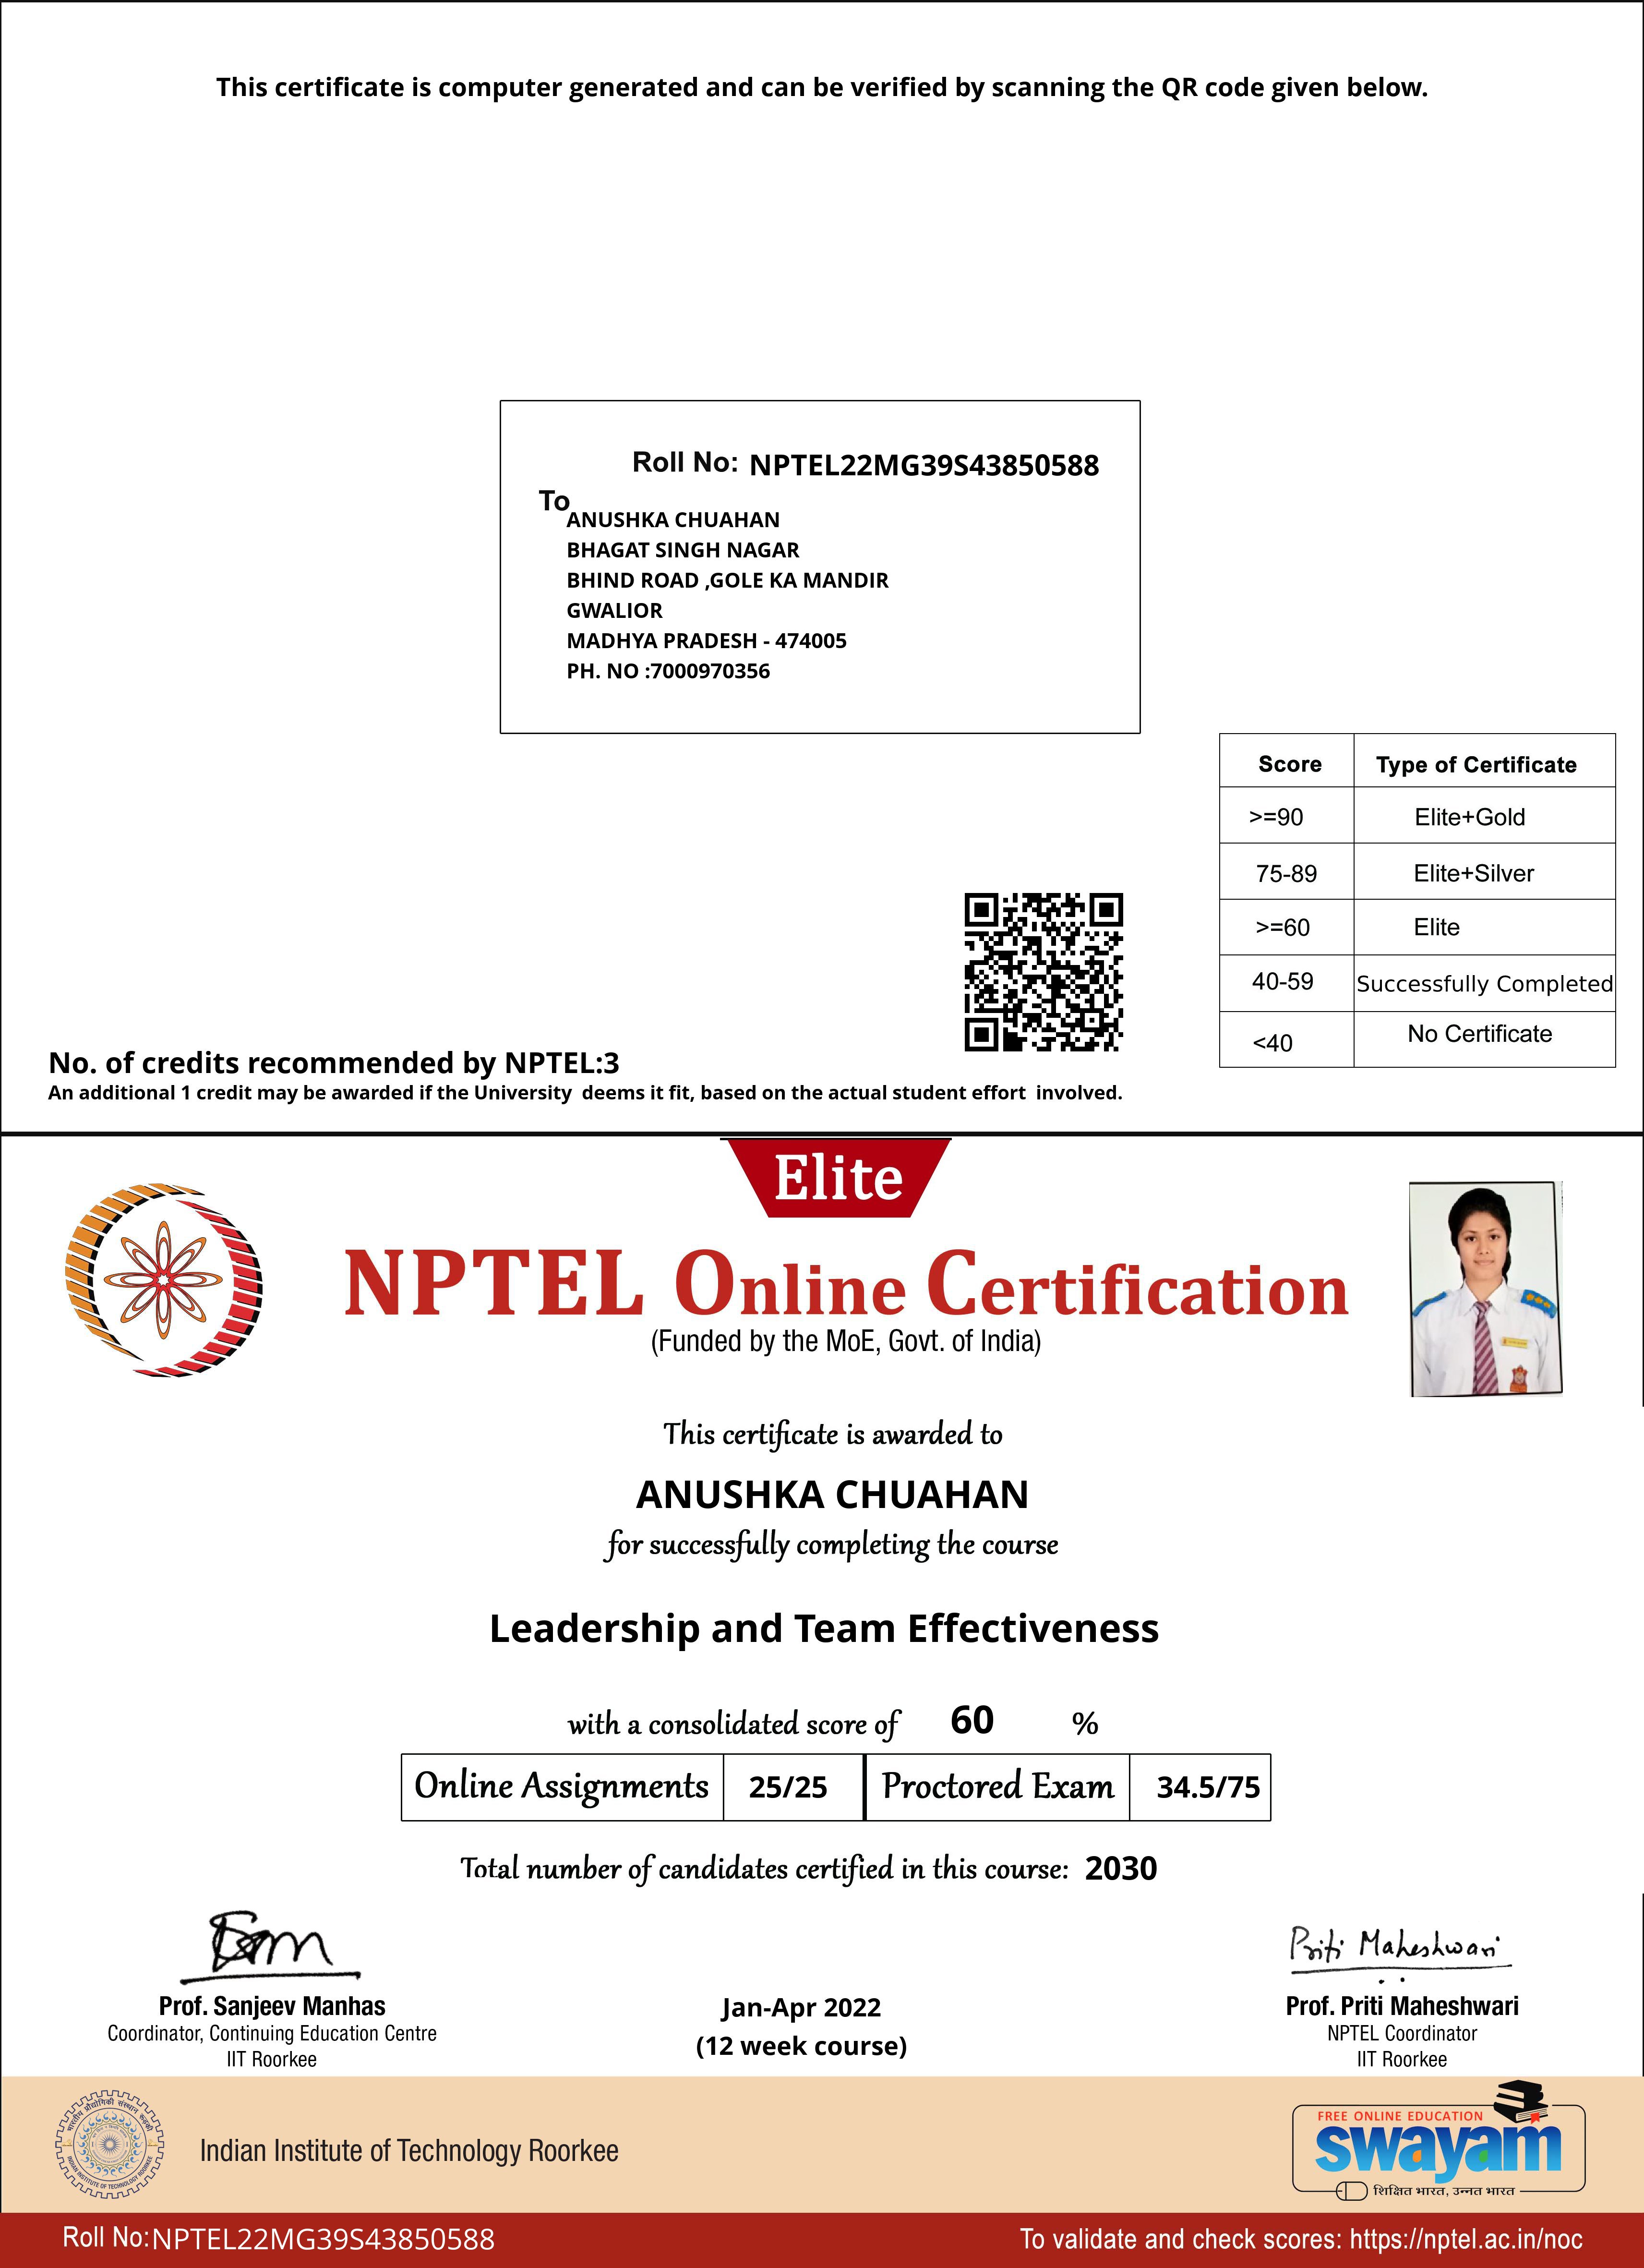 This certificate is computer generated and can be verified by scanning the QR code given below.
Roll No: NPTEL22MG39S43850588
To
ANUSHKA CHUAHAN
BHAGAT SINGH NAGAR
BHIND ROAD ,GOLE KA MANDIR
GWALIOR
MADHYA PRADESH - 474005
PH. NO :7000970356
Score Type of Certificate
>=90 Elite+Gold
75-89 Elite+Silver
>=60 Elite
40-59 Successfully Completed
<40 No Certificate
No. of credits recommended by NPTEL:3
An additional 1 credit may be awarded if the University deems it fit, based on the actual student effort involved.
Elite
NPTEL Online Certification
(Funded by the MoE, Govt. of India)
This certificate is awarded to
ANUSHKA CHUAHAN
for successfully completing the course
Leadership and Team Effectiveness
with a consolidated score of 60 %
Online Assignments 25/25 Proctored Exam 34.5/75
Total number of candidates certified in this course: 2030
Priti Maheshwari
Prof. Sanjeev Manhas
Coordinator, Continuing Education Centre
IIT Roorkee
Jan-Apr 2022
(12 week course)
Prof. Priti Maheshwari
NPTEL Coordinator
IIT Roorkee
भारतीय प्रौद्योगिकी संस्थान रुड़की
INDIAN INSTITUTE OF TECHNOLOGY ROORKEE
Indian Institute of Technology Roorkee
FREE ONLINE EDUCATION
swayam
शिक्षित भारत, उन्नत भारत
Roll No:NPTEL22MG39S43850588
To validate and check scores: https://nptel.ac.in/noc